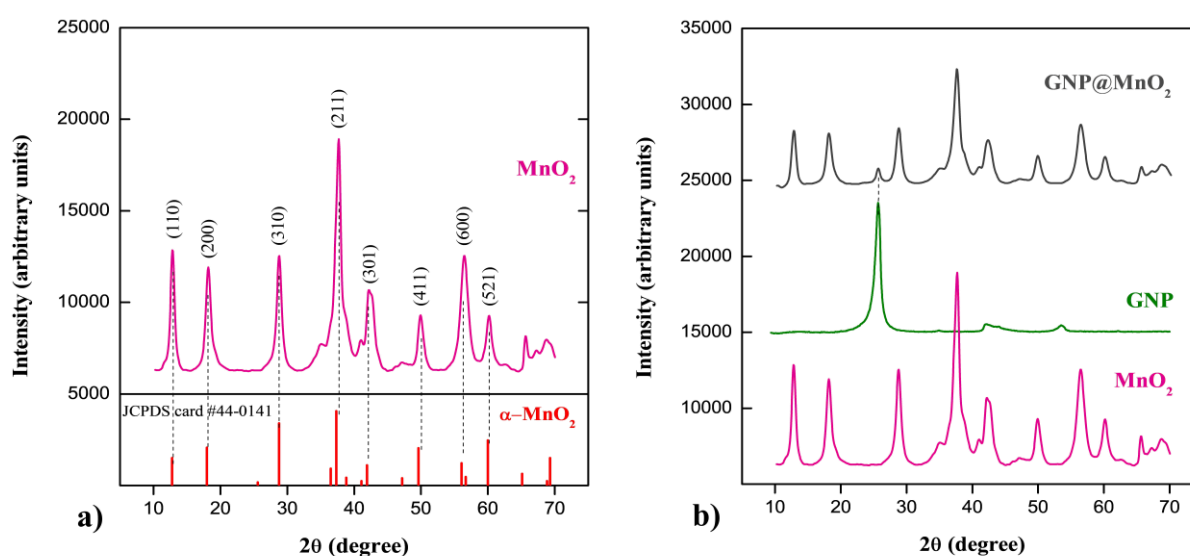 25000
20000
15000
10000
5000
Intensity (arbitrary units)
(110)
(200)
(310)
(211)
(301)
(411)
(600)
(521)
MnO₂
JCPDS card #44-0141
α–MnO₂
10 20 30 40 50 60 70
2θ (degree)
a)
35000
30000
25000
20000
15000
10000
Intensity (arbitrary units)
GNP@MnO₂
GNP
MnO₂
10 20 30 40 50 60 70
2θ (degree)
b)